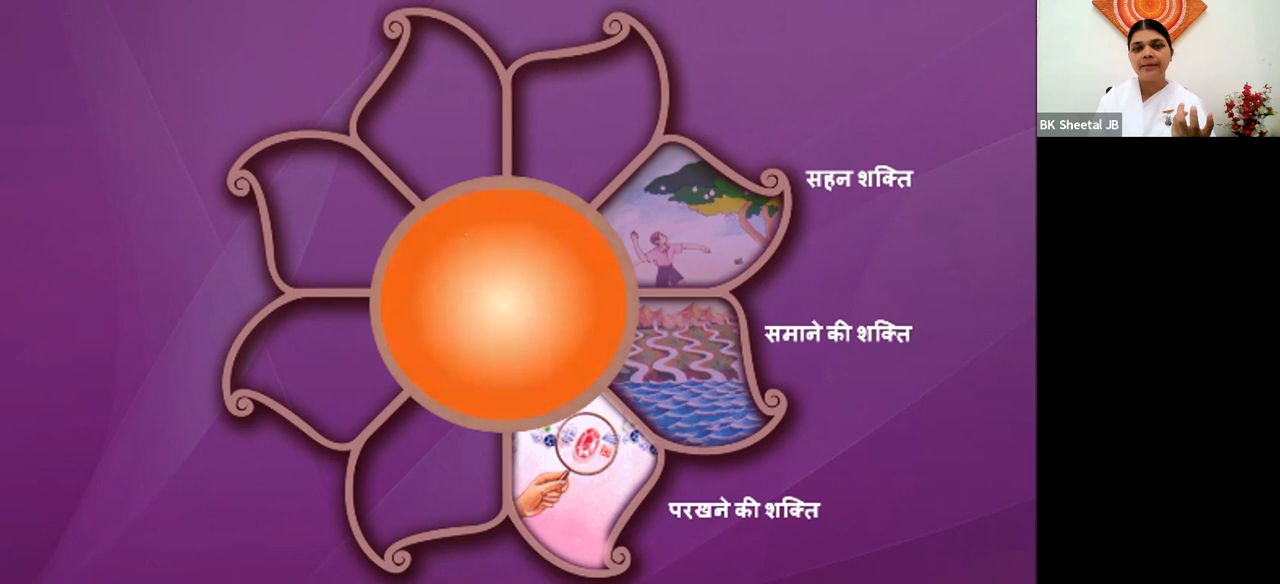 BK Sheetal JB
सहन शक्ति
समाने की शक्ति
परखने की शक्ति